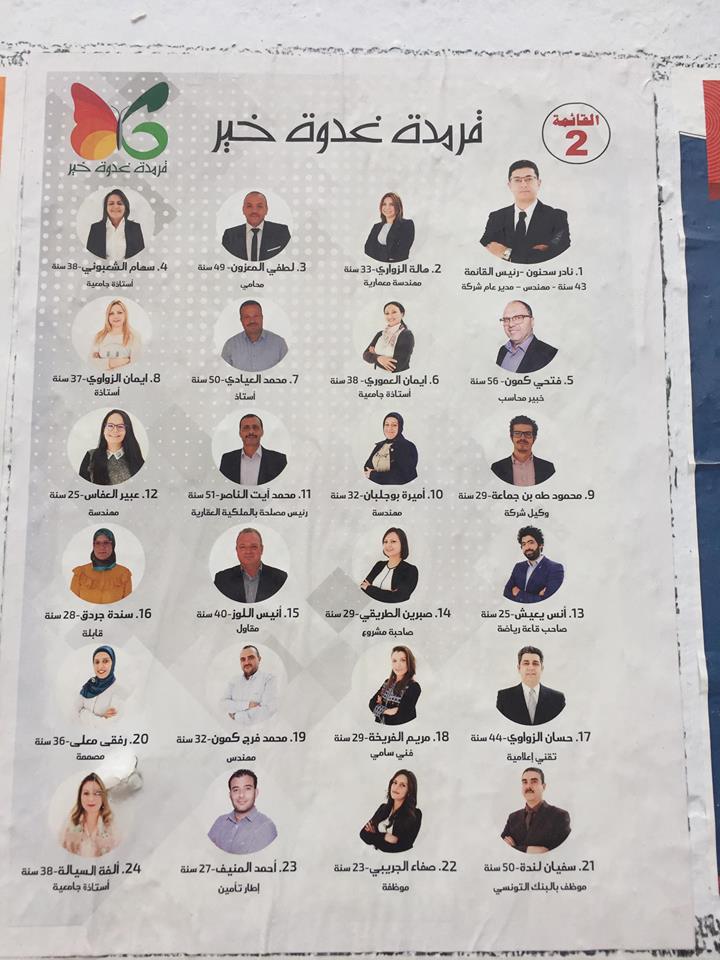 القائمة
2
قرمدة غدوة خير
قرمدة غدوة خير
1. نادر سحنون -رئيس القائمة
43 سنة - مهندس - مدير عام شركة
2. هالة الزواري-33 سنة
مهندسة معمارية
3. لطفي المعزون-49 سنة
محامي
4. سهام الشعبوني-38 سنة
أستاذة جامعية
5. فتحي كمون-56 سنة
خبير محاسب
6. ايمان العموري-38 سنة
أستاذة جامعية
7. محمد العيادي-50 سنة
أستاذ
8. ايمان الزواوي-37 سنة
أستاذة
9. محمود طه بن جماعة-29 سنة
وكيل شركة
10. أميرة بوجلبان-32 سنة
مهندسة
11. محمد أيت الناصر-51 سنة
رئيس مصلحة بالملكية العقارية
12. عبير العفاس-25 سنة
مهندسة
13. أنس يعيش-25 سنة
صاحب قاعة رياضة
14. صبرين الطريقي-29 سنة
صاحبة مشروع
15. أنيس اللوز-40 سنة
مقاول
16. سندة جردق-28 سنة
قابلة
17. حسان الزواوي-44 سنة
تقني إعلامية
18. مريم الفريخة-29 سنة
فني سامي
19. محمد فرج كمون-32 سنة
مهندس
20. رفقى معلى-36 سنة
مصممة
21. سفيان لندة-50 سنة
موظف بالبنك التونسي
22. صفاء الجريبي-23 سنة
موظفة
23. أحمد المنيف-27 سنة
إطار تأمين
24. ألفة السيالة-38 سنة
أستاذة جامعية